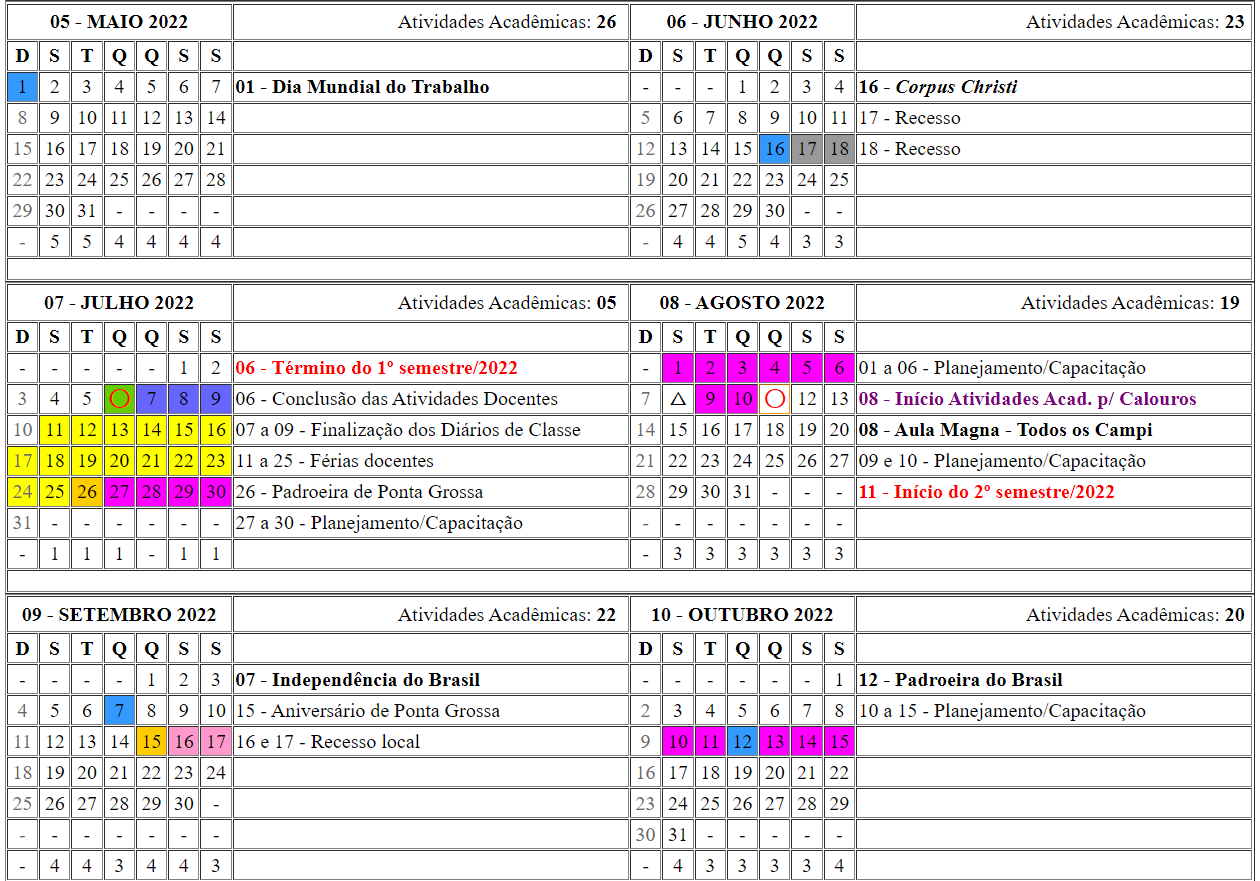 05 - MAIO 2022 Atividades Acadêmicas: 26
D S T Q Q S S
1 2 3 4 5 6 7 01 - Dia Mundial do Trabalho
8 9 10 11 12 13 14
15 16 17 18 19 20 21
22 23 24 25 26 27 28
29 30 31 - - - -
- 5 5 4 4 4 4
06 - JUNHO 2022 Atividades Acadêmicas: 23
D S T Q Q S S
- - - 1 2 3 4 16 - Corpus Christi
5 6 7 8 9 10 11 17 - Recesso
12 13 14 15 16 17 18 18 - Recesso
19 20 21 22 23 24 25
26 27 28 29 30 - -
- 4 4 5 4 3 3
07 - JULHO 2022 Atividades Acadêmicas: 05
D S T Q Q S S
- - - - - 1 2 06 - Término do 1º semestre/2022
3 4 5 ◯ 7 8 9 06 - Conclusão das Atividades Docentes
10 11 12 13 14 15 16 07 a 09 - Finalização dos Diários de Classe
17 18 19 20 21 22 23 11 a 25 - Férias docentes
24 25 26 27 28 29 30 26 - Padroeira de Ponta Grossa
31 - - - - - - 27 a 30 - Planejamento/Capacitação
- 1 1 1 - 1 1
08 - AGOSTO 2022 Atividades Acadêmicas: 19
D S T Q Q S S
- 1 2 3 4 5 6 01 a 06 - Planejamento/Capacitação
7 △ 9 10 ◯ 12 13 08 - Início Atividades Acad. p/ Calouros
14 15 16 17 18 19 20 08 - Aula Magna - Todos os Campi
21 22 23 24 25 26 27 09 e 10 - Planejamento/Capacitação
28 29 30 31 - - - 11 - Início do 2º semestre/2022
- - - - - - -
- 3 3 3 3 3 3
09 - SETEMBRO 2022 Atividades Acadêmicas: 22
D S T Q Q S S
- - - - 1 2 3 07 - Independência do Brasil
4 5 6 7 8 9 10 15 - Aniversário de Ponta Grossa
11 12 13 14 15 16 17 16 e 17 - Recesso local
18 19 20 21 22 23 24
25 26 27 28 29 30 -
- - - - - - -
- 4 4 3 4 4 3
10 - OUTUBRO 2022 Atividades Acadêmicas: 20
D S T Q Q S S
- - - - - - 1 12 - Padroeira do Brasil
2 3 4 5 6 7 8 10 a 15 - Planejamento/Capacitação
9 10 11 12 13 14 15
16 17 18 19 20 21 22
23 24 25 26 27 28 29
30 31 - - - - -
- 4 3 3 3 3 4